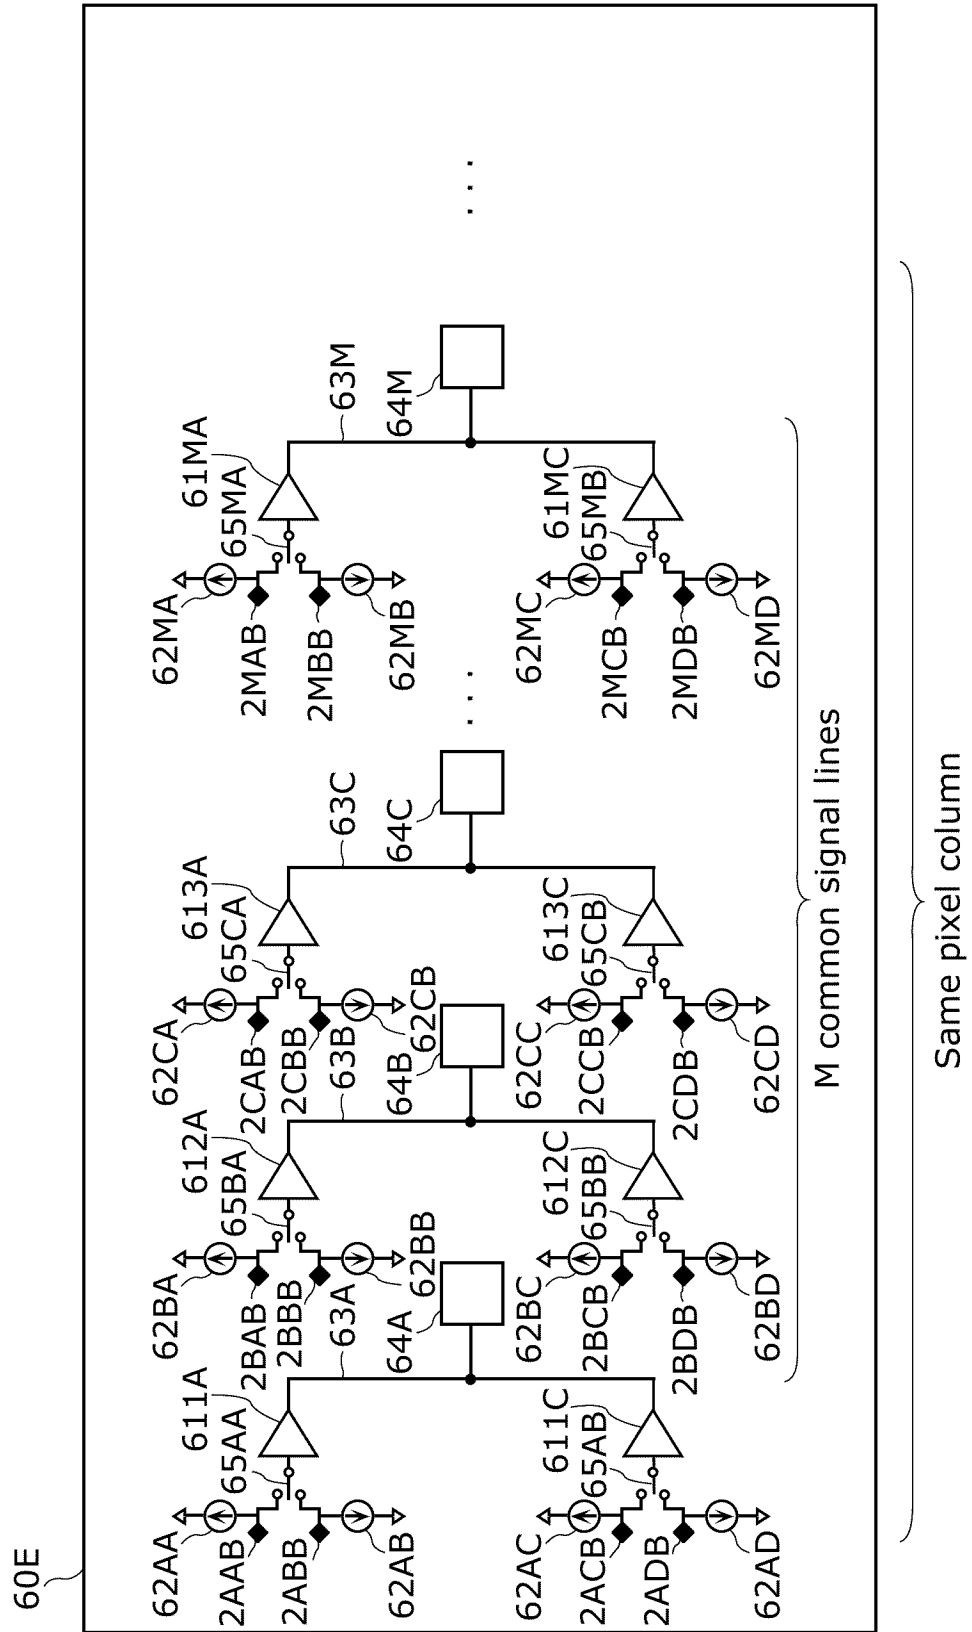 60E
62AA
2AAB
2ABB
62AB
65AA
611A
63A
64A
62AC
2ACB
2ADB
62AD
65AB
611C
62BA
2BAB
2BBB
62BB
65BA
612A
63B
64B
62BC
2BCB
2BDB
62BD
65BB
612C
62CA
2CAB
2CBB
62CB
65CA
613A
63C
64C
62CC
2CCB
2CDB
62CD
65CB
613C
. . .
62MA
2MAB
2MBB
62MB
65MA
61MA
63M
64M
62MC
2MCB
2MDB
62MD
65MB
61MC
. . .
M common signal lines
Same pixel column